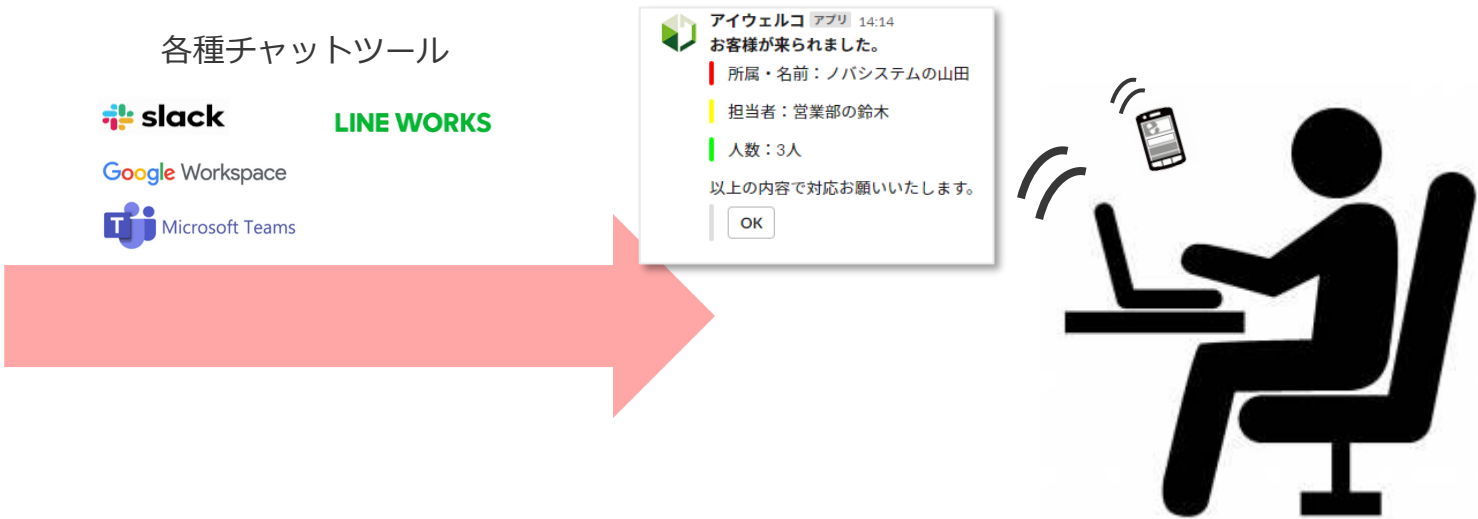 各種チャットツール
slack
LINE WORKS
Google Workspace
T
Microsoft Teams
アイウェルコ アプリ 14:14
お客様が来られました。
所属・名前：ノバシステムの山田
担当者：営業部の鈴木
人数：3人
以上の内容で対応お願いいたします。
OK